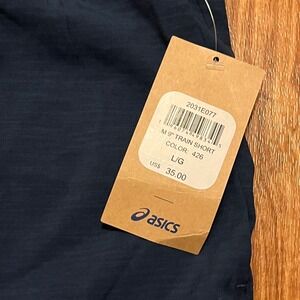 2031E077
M 9" TRAIN SHORT
COLOR: 426
L/G
US$ 35.00
asics